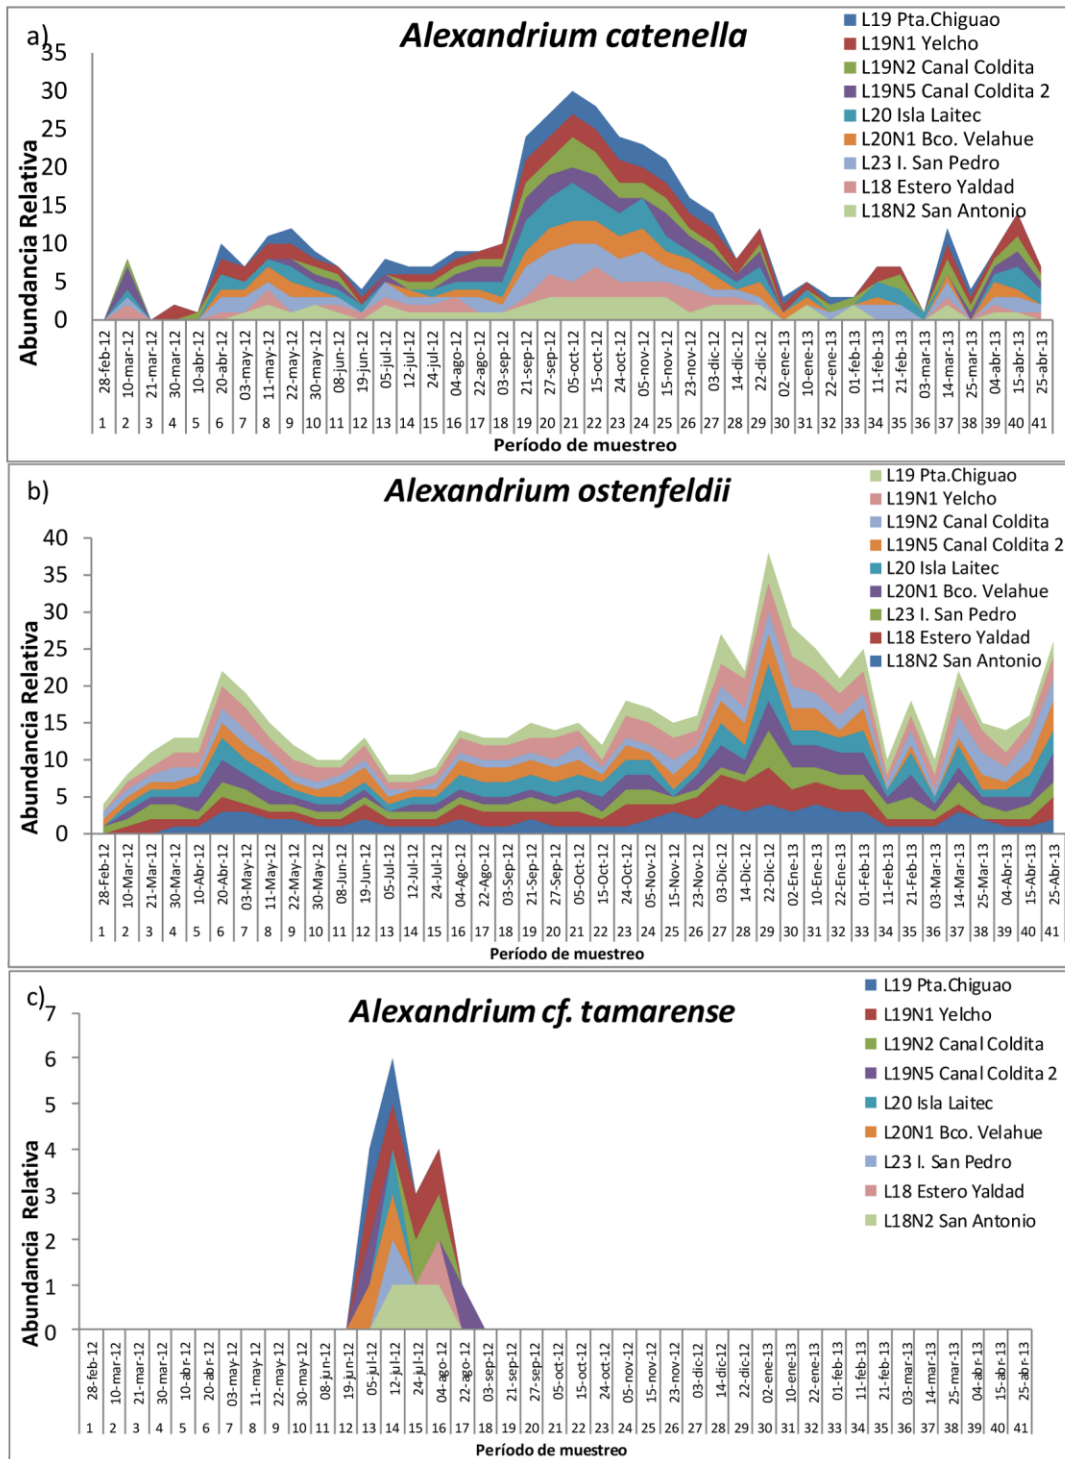 a)
Alexandrium catenella
L19 Pta.Chiguao
L19N1 Yelcho
L19N2 Canal Coldita
L19N5 Canal Coldita 2
L20 Isla Laitec
L20N1 Bco. Velahue
L23 I. San Pedro
L18 Estero Yaldad
L18N2 San Antonio
Abundancia Relativa
35
30
25
20
15
10
5
0
28-feb-12 10-mar-12 21-mar-12 30-mar-12 10-abr-12 20-abr-12 03-may-12 11-may-12 22-may-12 30-may-12 08-jun-12 19-jun-12 05-jul-12 12-jul-12 24-jul-12 04-ago-12 22-ago-12 03-sep-12 21-sep-12 27-sep-12 05-oct-12 15-oct-12 24-oct-12 05-nov-12 15-nov-12 23-nov-12 03-dic-12 14-dic-12 22-dic-12 02-ene-13 10-ene-13 22-ene-13 01-feb-13 11-feb-13 21-feb-13 03-mar-13 14-mar-13 25-mar-13 04-abr-13 15-abr-13 25-abr-13
1 2 3 4 5 6 7 8 9 10 11 12 13 14 15 16 17 18 19 20 21 22 23 24 25 26 27 28 29 30 31 32 33 34 35 36 37 38 39 40 41
Período de muestreo
b)
Alexandrium ostenfeldii
L19 Pta.Chiguao
L19N1 Yelcho
L19N2 Canal Coldita
L19N5 Canal Coldita 2
L20 Isla Laitec
L20N1 Bco. Velahue
L23 I. San Pedro
L18 Estero Yaldad
L18N2 San Antonio
Abundancia Relativa
40
35
30
25
20
15
10
5
0
28-Feb-12 10-Mar-12 21-Mar-12 30-Mar-12 10-Abr-12 20-Abr-12 03-May-12 11-May-12 22-May-12 30-May-12 08-Jun-12 19-Jun-12 05-Jul-12 12-Jul-12 24-Jul-12 04-Ago-12 22-Ago-12 03-Sep-12 21-Sep-12 27-Sep-12 05-Oct-12 15-Oct-12 24-Oct-12 05-Nov-12 15-Nov-12 23-Nov-12 03-Dic-12 14-Dic-12 22-Dic-12 02-Ene-13 10-Ene-13 22-Ene-13 01-Feb-13 11-Feb-13 21-Feb-13 03-Mar-13 14-Mar-13 25-Mar-13 04-Abr-13 15-Abr-13 25-Abr-13
1 2 3 4 5 6 7 8 9 10 11 12 13 14 15 16 17 18 19 20 21 22 23 24 25 26 27 28 29 30 31 32 33 34 35 36 37 38 39 40 41
Período de muestreo
c)
Alexandrium cf. tamarense
L19 Pta.Chiguao
L19N1 Yelcho
L19N2 Canal Coldita
L19N5 Canal Coldita 2
L20 Isla Laitec
L20N1 Bco. Velahue
L23 I. San Pedro
L18 Estero Yaldad
L18N2 San Antonio
Abundancia Relativa
7
6
5
4
3
2
1
0
28-feb-12 10-mar-12 21-mar-12 30-mar-12 10-abr-12 20-abr-12 03-may-12 11-may-12 22-may-12 30-may-12 08-jun-12 19-jun-12 05-jul-12 12-jul-12 24-jul-12 04-ago-12 22-ago-12 03-sep-12 21-sep-12 27-sep-12 05-oct-12 15-oct-12 24-oct-12 05-nov-12 15-nov-12 23-nov-12 03-dic-12 14-dic-12 22-dic-12 02-ene-13 10-ene-13 22-ene-13 01-feb-13 11-feb-13 21-feb-13 03-mar-13 14-mar-13 25-mar-13 04-abr-13 15-abr-13 25-abr-13
1 2 3 4 5 6 7 8 9 10 11 12 13 14 15 16 17 18 19 20 21 22 23 24 25 26 27 28 29 30 31 32 33 34 35 36 37 38 39 40 41
Período de muestreo